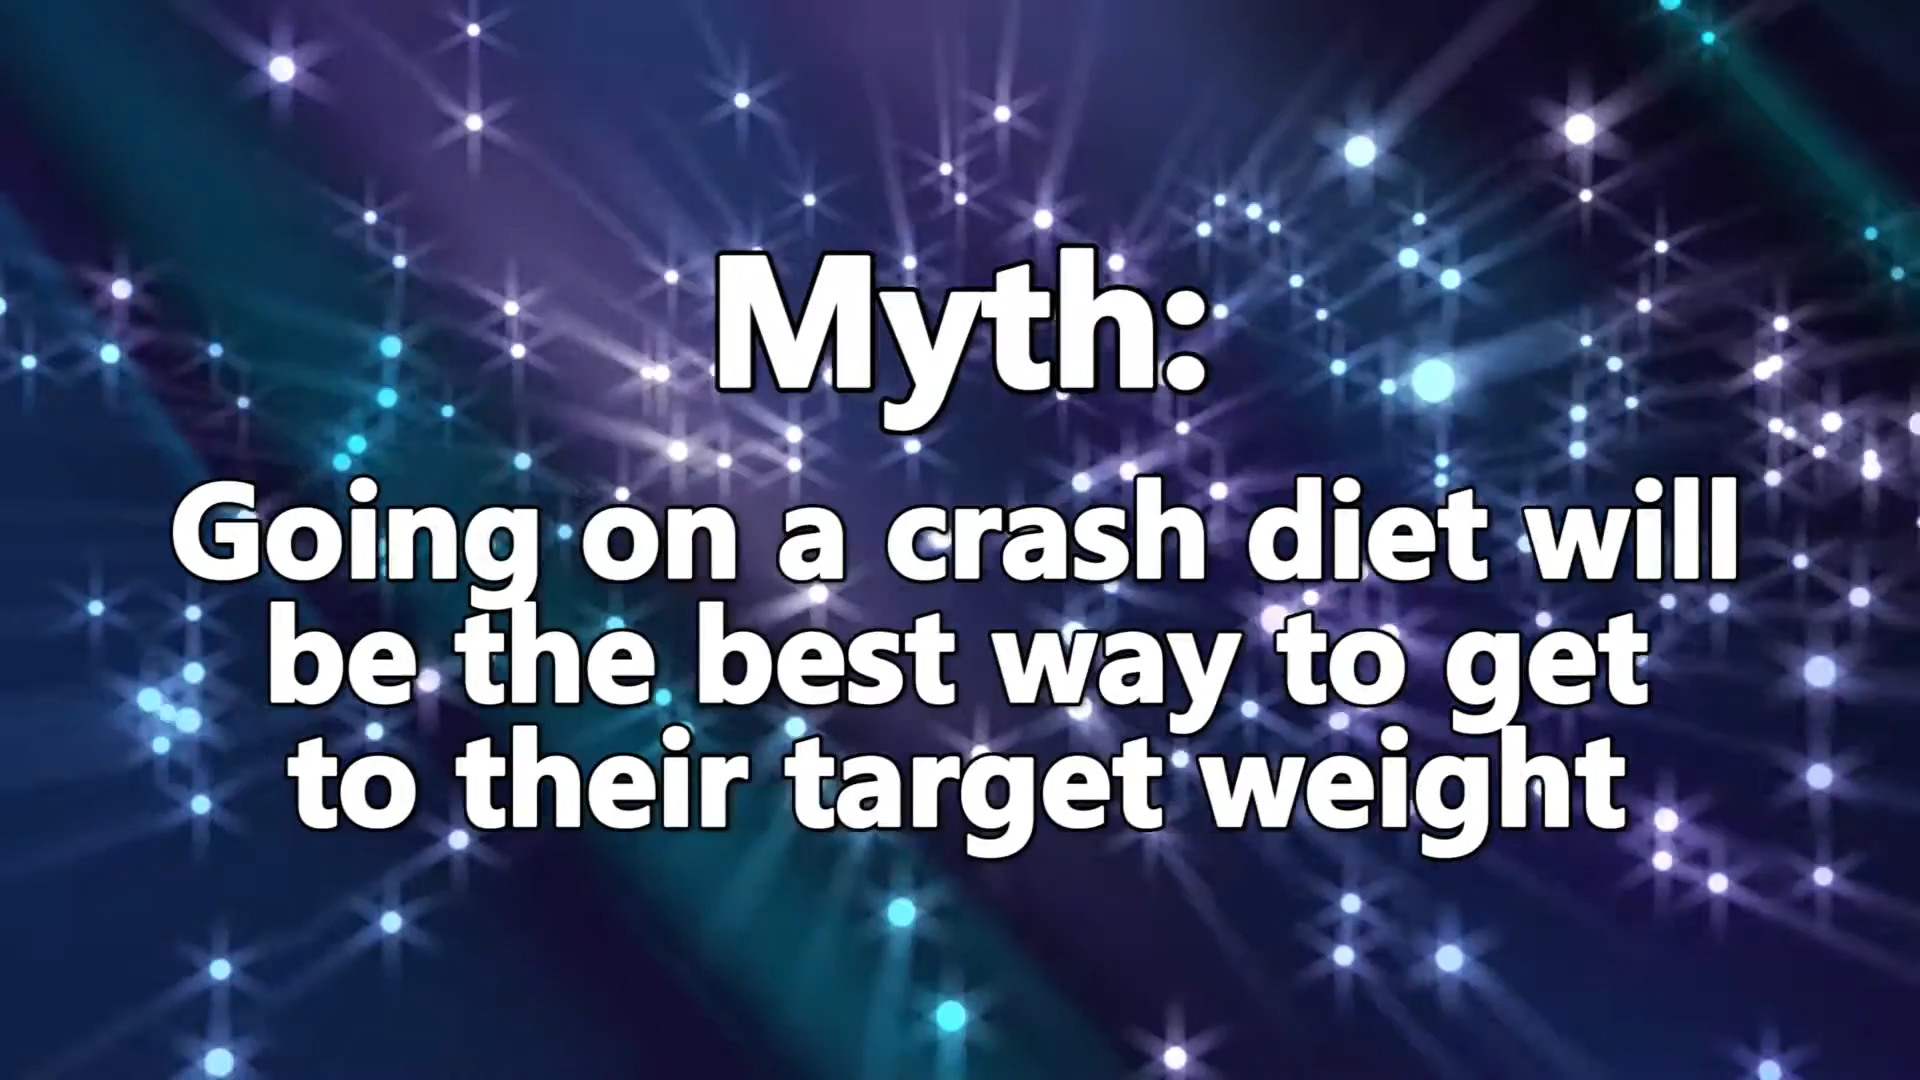 Myth:
Going on a crash diet will
be the best way to get
to their target weight